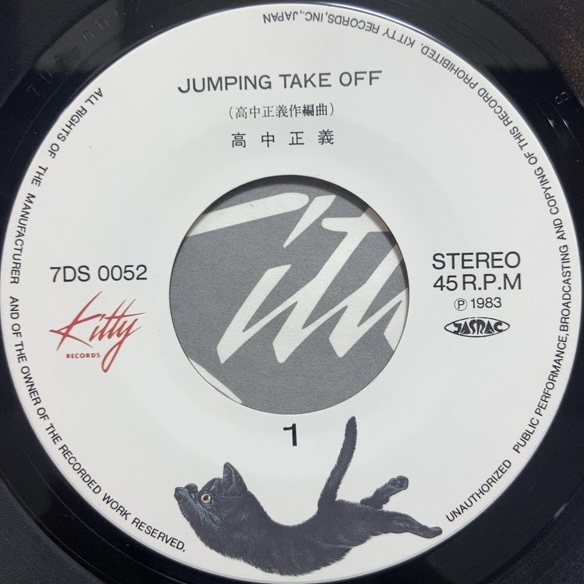 JUMPING TAKE OFF
(高中正義作編曲)
高中正義
7DS 0052
Kitty
RECORDS
STEREO
45 R.P.M
Ⓟ 1983
JASRAC
1
ALL RIGHTS OF THE MANUFACTURER AND OF THE OWNER OF THE RECORDED WORK RESERVED.
UNAUTHORIZED PUBLIC PERFORMANCE, BROADCASTING AND COPYING OF THIS RECORD PROHIBITED. KITTY RECORDS, INC., JAPAN